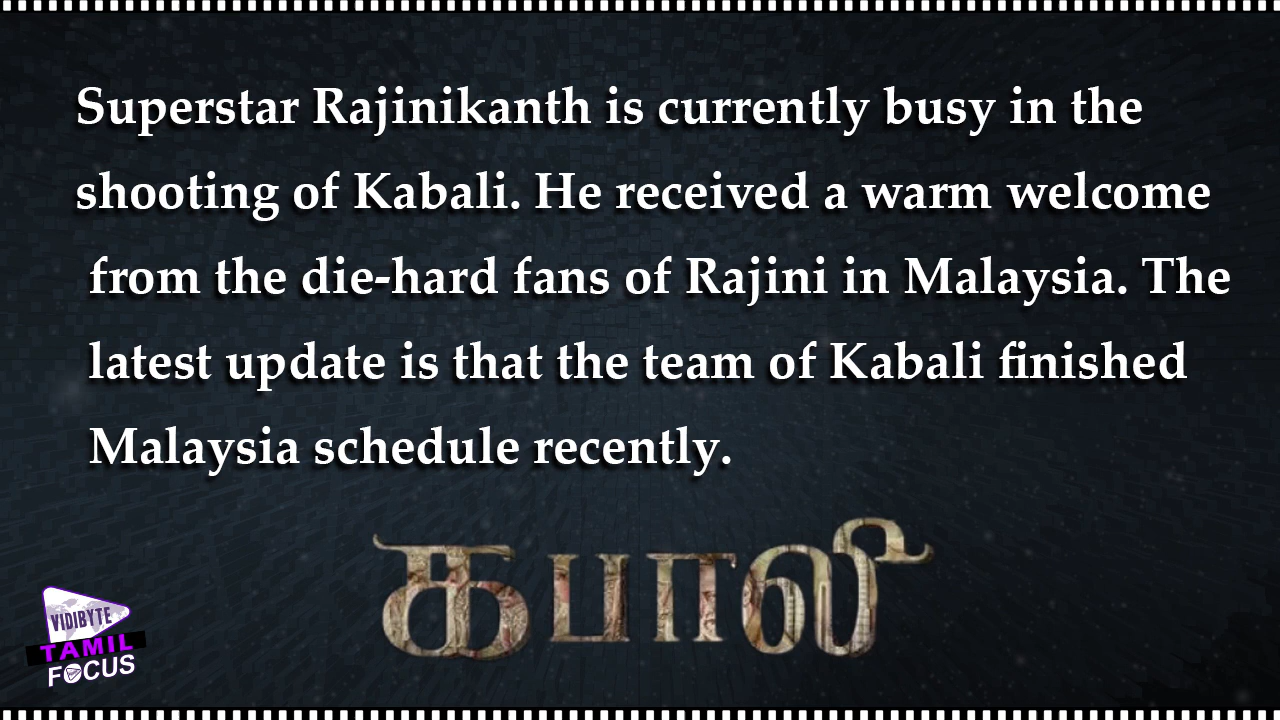 Superstar Rajinikanth is currently busy in the
shooting of Kabali. He received a warm welcome
from the die-hard fans of Rajini in Malaysia. The
latest update is that the team of Kabali finished
Malaysia schedule recently.
கபாலி
VIDIBYTE
TAMIL
FOCUS